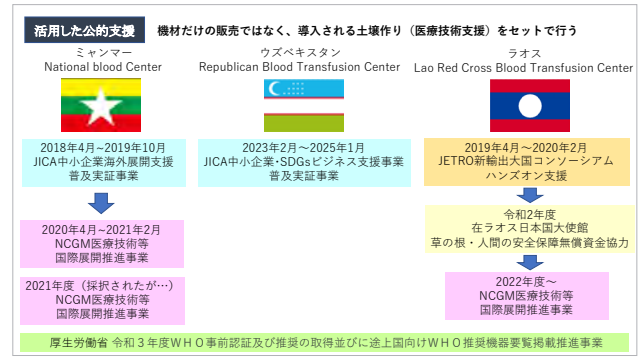 活用した公的支援
機材だけの販売ではなく、導入される土壌作り（医療技術支援）をセットで行う
ミャンマー
National blood Center
2018年4月~2019年10月
JICA中小企業海外展開支援
普及実証事業
2020年4月~2021年2月
NCGM医療技術等
国際展開推進事業
2021年度（採択されたが…）
NCGM医療技術等
国際展開推進事業
ウズベキスタン
Republican Blood Transfusion Center
2023年2月～2025年1月
JICA中小企業・SDGsビジネス支援事業
普及実証事業
ラオス
Lao Red Cross Blood Transfusion Center
2019年4月～2020年2月
JETRO新輸出大国コンソーシアム
ハンズオン支援
令和2年度
在ラオス日本国大使館
草の根・人間の安全保障無償資金協力
2022年度～
NCGM医療技術等
国際展開推進事業
厚生労働省 令和３年度ＷＨＯ事前認証及び推奨の取得並びに途上国向けＷＨＯ推奨機器要覧掲載推進事業